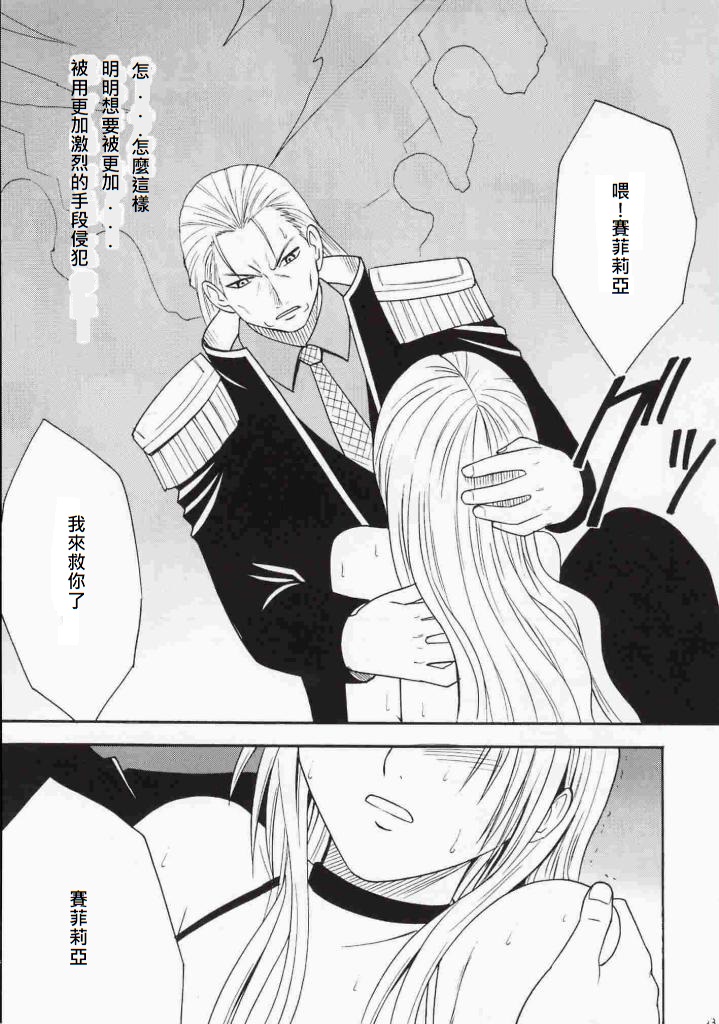 喂！賽菲莉亞
怎．．．怎麼這樣
明明想要被更加．．
被用更加激烈的手段侵犯
我來救你了
賽菲莉亞